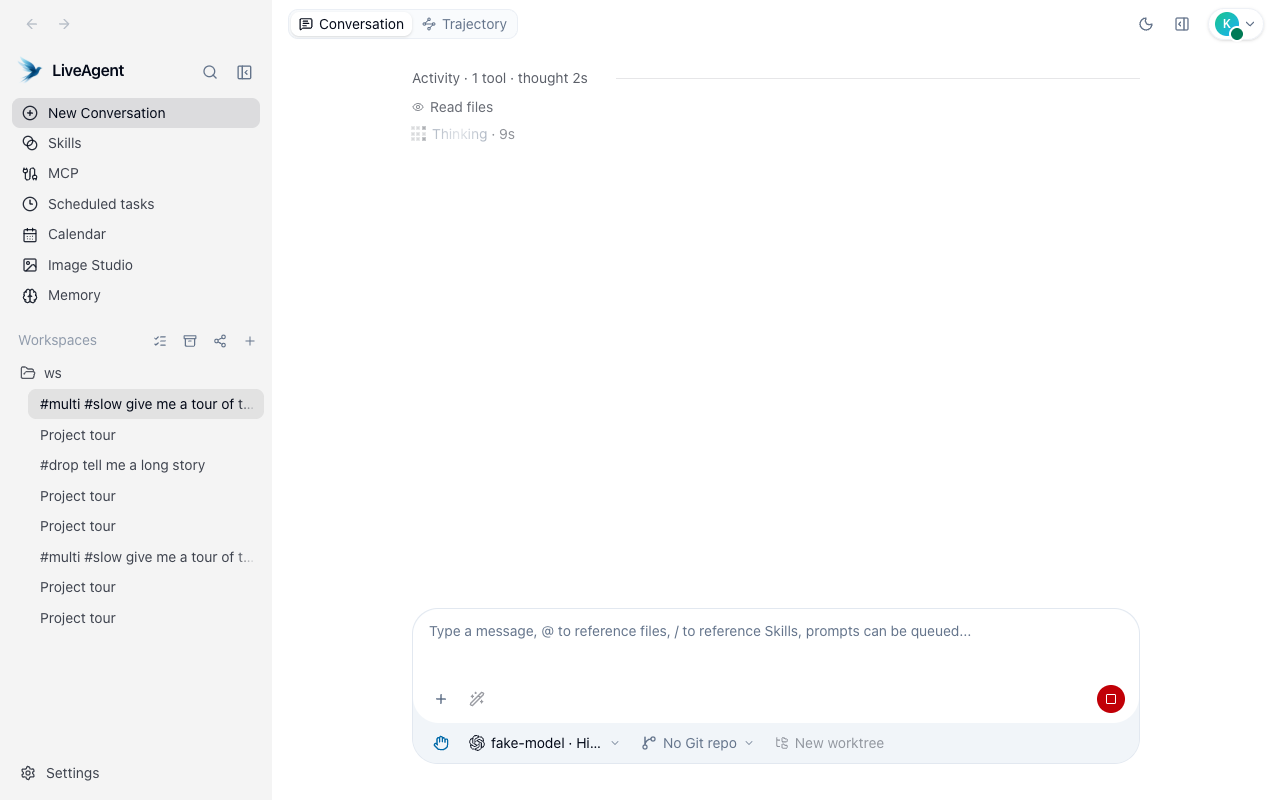 Conversation
Trajectory
K
LiveAgent
New Conversation
Skills
MCP
Scheduled tasks
Calendar
Image Studio
Memory
Workspaces
ws
#multi #slow give me a tour of t...
Project tour
#drop tell me a long story
Project tour
Project tour
#multi #slow give me a tour of t...
Project tour
Project tour
Settings
Activity · 1 tool · thought 2s
Read files
Thinking · 9s
Type a message, @ to reference files, / to reference Skills, prompts can be queued...
fake-model · Hi...
No Git repo
New worktree